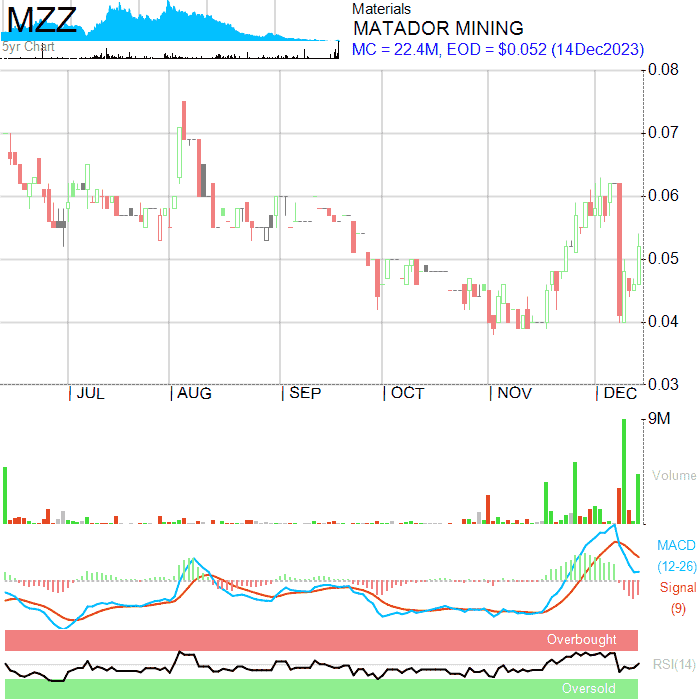 MZZ
5yr Chart
Materials
MATADOR MINING
MC = 22.4M, EOD = $0.052 (14Dec2023)
0.08
0.07
0.06
0.05
0.04
0.03
JUL AUG SEP OCT NOV DEC
9M
Volume
MACD
(12-26)
Signal
(9)
Overbought
RSI(14)
Oversold